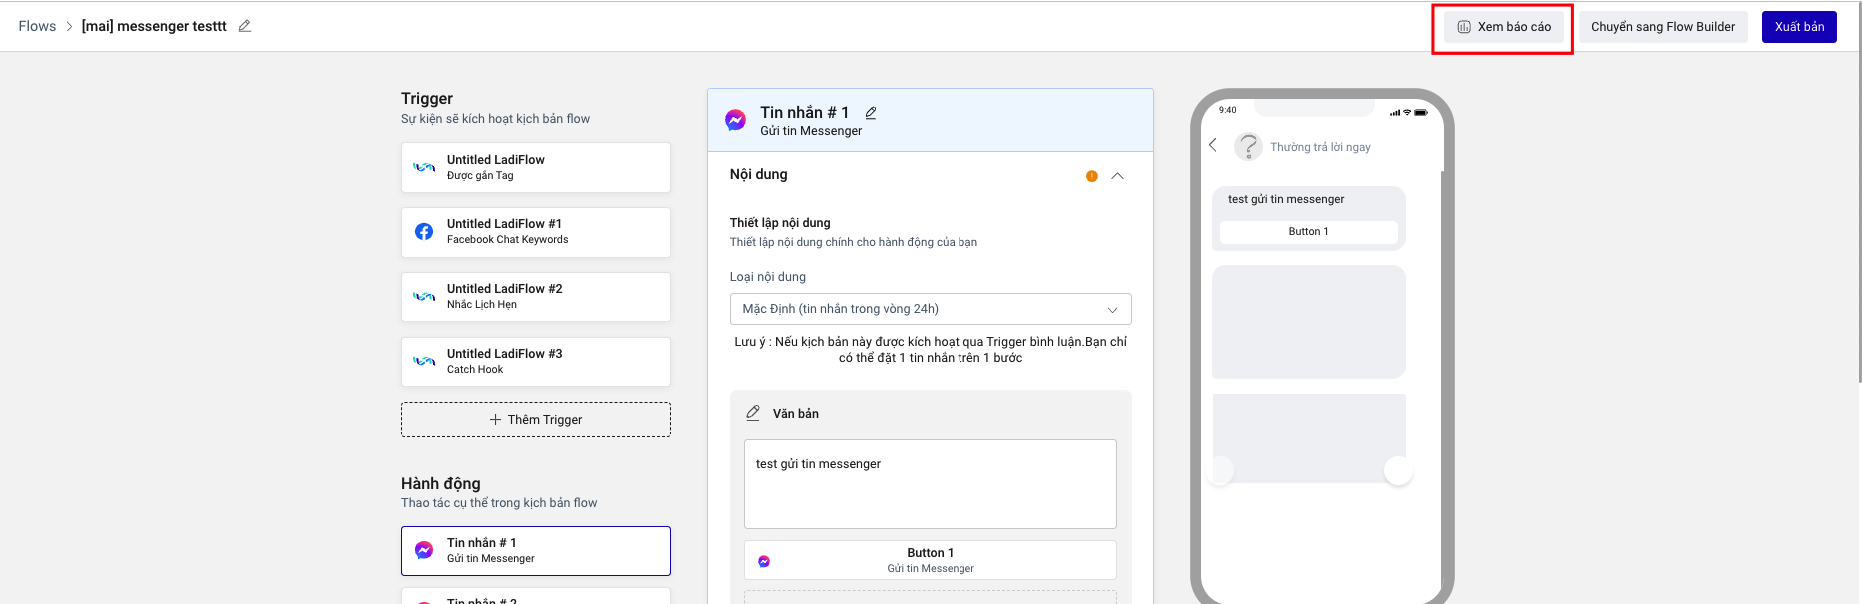 Flows > [mai] messenger testtt
Xem báo cáo
Chuyển sang Flow Builder
Xuất bản
Trigger
Sự kiện sẽ kích hoạt kịch bản flow
Untitled LadiFlow
Được gắn Tag
Untitled LadiFlow #1
Facebook Chat Keywords
Untitled LadiFlow #2
Nhắc Lịch Hẹn
Untitled LadiFlow #3
Catch Hook
Thêm Trigger
Hành động
Thao tác cụ thể trong kịch bản flow
Tin nhắn # 1
Gửi tin Messenger
Tin nhắn # 2
Tin nhắn # 1
Gửi tin Messenger
Nội dung
Thiết lập nội dung
Thiết lập nội dung chính cho hành động của bạn
Loại nội dung
Mặc Định (tin nhắn trong vòng 24h)
Lưu ý : Nếu kịch bản này được kích hoạt qua Trigger bình luận.Bạn chỉ
có thể đặt 1 tin nhắn trên 1 bước
Văn bản
test gửi tin messenger
Button 1
Gửi tin Messenger
9:40
Thường trả lời ngay
test gửi tin messenger
Button 1